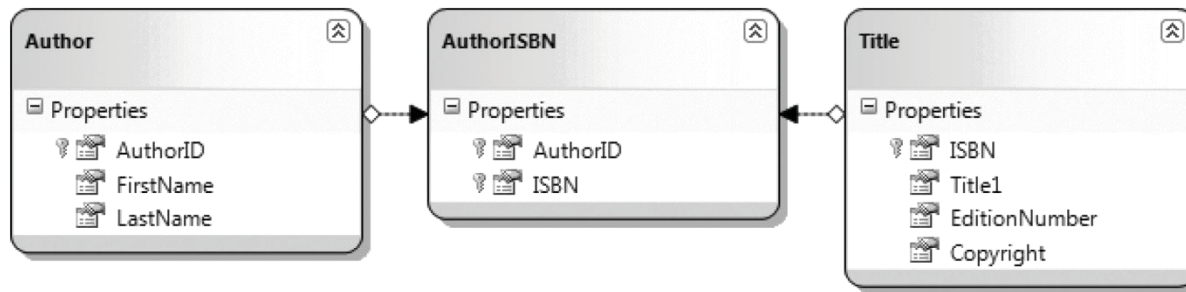 Author
Properties
AuthorID
FirstName
LastName
AuthorISBN
Properties
AuthorID
ISBN
Title
Properties
ISBN
Title1
EditionNumber
Copyright